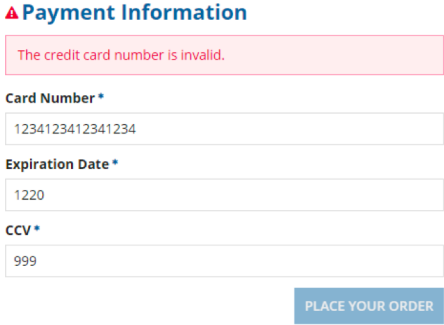 Payment Information
The credit card number is invalid.
Card Number *
1234123412341234
Expiration Date *
1220
CCV *
999
PLACE YOUR ORDER